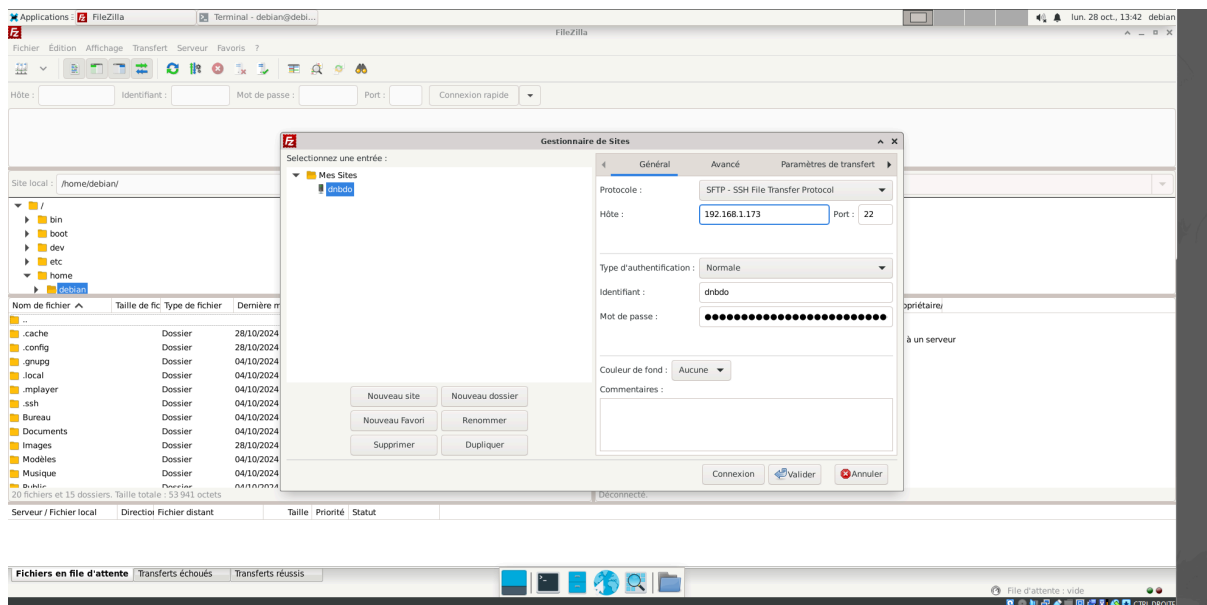 Applications FileZilla Terminal - debian@debi... lun. 28 oct., 13:42 debian
FileZilla
Fichier Édition Affichage Transfert Serveur Favoris ?
Hôte : Identifiant : Mot de passe : Port : Connexion rapide
Gestionnaire de Sites
Selectionnez une entrée :
Mes Sites
dnbdo
Général Avancé Paramètres de transfert
Protocole : SFTP - SSH File Transfer Protocol
Hôte : 192.168.1.173 Port : 22
Type d'authentification : Normale
Identifiant : dnbdo
Mot de passe : ●●●●●●●●●●●●●●●●●●●●●●●●●
Couleur de fond : Aucune
Commentaires :
Nouveau site Nouveau dossier
Nouveau Favori Renommer
Supprimer Dupliquer
Connexion Valider Annuler
Site local : /home/debian/
/
bin
boot
dev
etc
home
debian
Nom de fichier Taille de fic Type de fichier Dernière m opriétaire/
..
.cache Dossier 28/10/2024
.config Dossier 28/10/2024
.gnupg Dossier 04/10/2024
.local Dossier 04/10/2024
.mplayer Dossier 04/10/2024
.ssh Dossier 04/10/2024
Bureau Dossier 04/10/2024
Documents Dossier 04/10/2024
Images Dossier 28/10/2024
Modèles Dossier 04/10/2024
Musique Dossier 04/10/2024
Public Dossier 04/10/2024
à un serveur
20 fichiers et 15 dossiers. Taille totale : 53 941 octets Déconnecté.
Serveur / Fichier local Direction Fichier distant Taille Priorité Statut
Fichiers en file d'attente Transferts échoués Transferts réussis
File d'attente : vide
CTRL DROITE